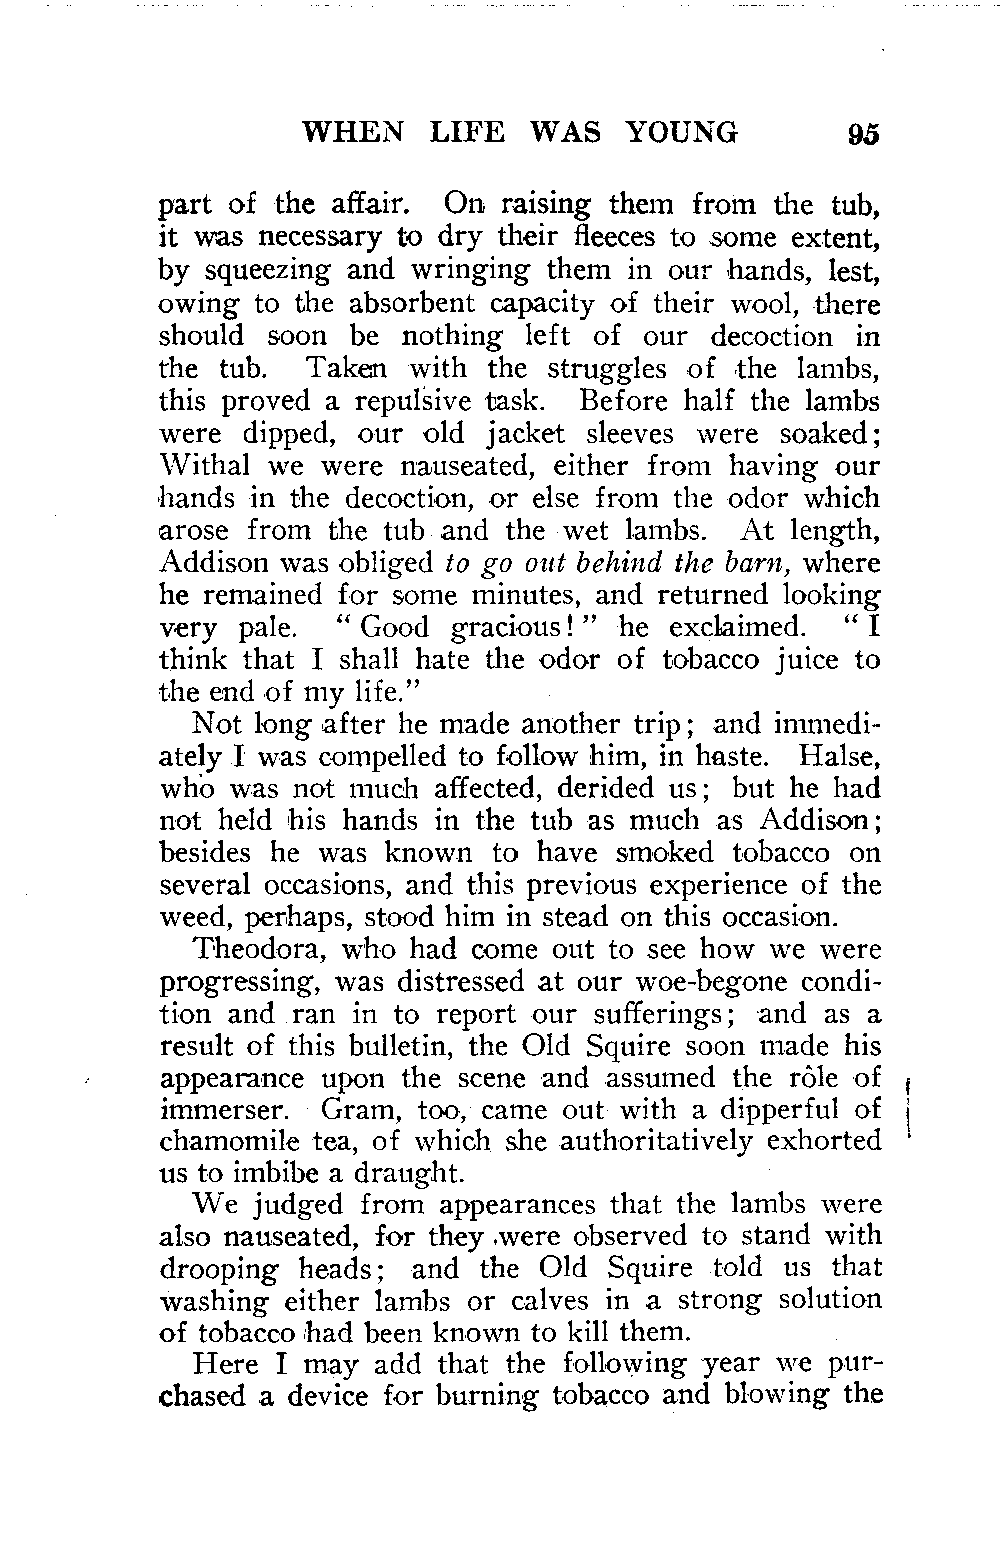 WHEN LIFE WAS YOUNG 95
part of the affair. On raising them from the tub,
it was necessary to dry their fleeces to some extent,
by squeezing and wringing them in our hands, lest,
owing to the absorbent capacity of their wool, there
should soon be nothing left of our decoction in
the tub. Taken with the struggles of the lambs,
this proved a repulsive task. Before half the lambs
were dipped, our old jacket sleeves were soaked;
Withal we were nauseated, either from having our
hands in the decoction, or else from the odor which
arose from the tub and the wet lambs. At length,
Addison was obliged to go out behind the barn, where
he remained for some minutes, and returned looking
very pale. “Good gracious!” he exclaimed. “I
think that I shall hate the odor of tobacco juice to
the end of my life.”
Not long after he made another trip; and immedi-
ately I was compelled to follow him, in haste. Halse,
who was not much affected, derided us; but he had
not held his hands in the tub as much as Addison;
besides he was known to have smoked tobacco on
several occasions, and this previous experience of the
weed, perhaps, stood him in stead on this occasion.
Theodora, who had come out to see how we were
progressing, was distressed at our woe-begone condi-
tion and ran in to report our sufferings; and as a
result of this bulletin, the Old Squire soon made his
appearance upon the scene and assumed the rôle of
immerser. Gram, too, came out with a dipperful of
chamomile tea, of which she authoritatively exhorted
us to imbibe a draught.
We judged from appearances that the lambs were
also nauseated, for they were observed to stand with
drooping heads; and the Old Squire told us that
washing either lambs or calves in a strong solution
of tobacco had been known to kill them.
Here I may add that the following year we pur-
chased a device for burning tobacco and blowing the